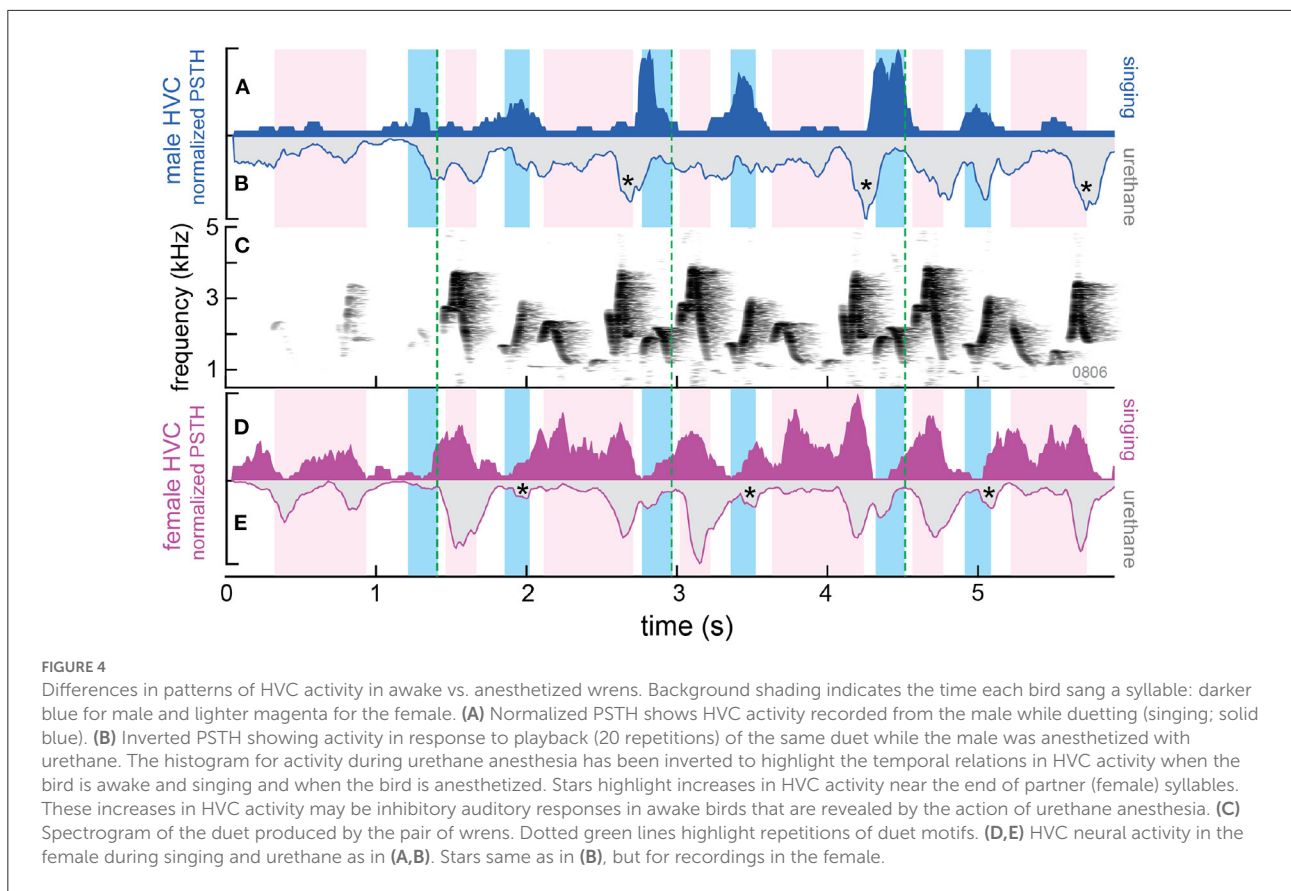 A
male HVC
normalized PSTH
singing
B
urethane
*
*
*
C
frequency (kHz)
5
3
1
0806
D
female HVC
normalized PSTH
singing
E
urethane
*
*
*
0 1 2 3 4 5
time (s)
FIGURE 4
Differences in patterns of HVC activity in awake vs. anesthetized wrens. Background shading indicates the time each bird sang a syllable: darker
blue for male and lighter magenta for the female. (A) Normalized PSTH shows HVC activity recorded from the male while duetting (singing; solid
blue). (B) Inverted PSTH showing activity in response to playback (20 repetitions) of the same duet while the male was anesthetized with
urethane. The histogram for activity during urethane anesthesia has been inverted to highlight the temporal relations in HVC activity when the
bird is awake and singing and when the bird is anesthetized. Stars highlight increases in HVC activity near the end of partner (female) syllables.
These increases in HVC activity may be inhibitory auditory responses in awake birds that are revealed by the action of urethane anesthesia. (C)
Spectrogram of the duet produced by the pair of wrens. Dotted green lines highlight repetitions of duet motifs. (D,E) HVC neural activity in the
female during singing and urethane as in (A,B). Stars same as in (B), but for recordings in the female.